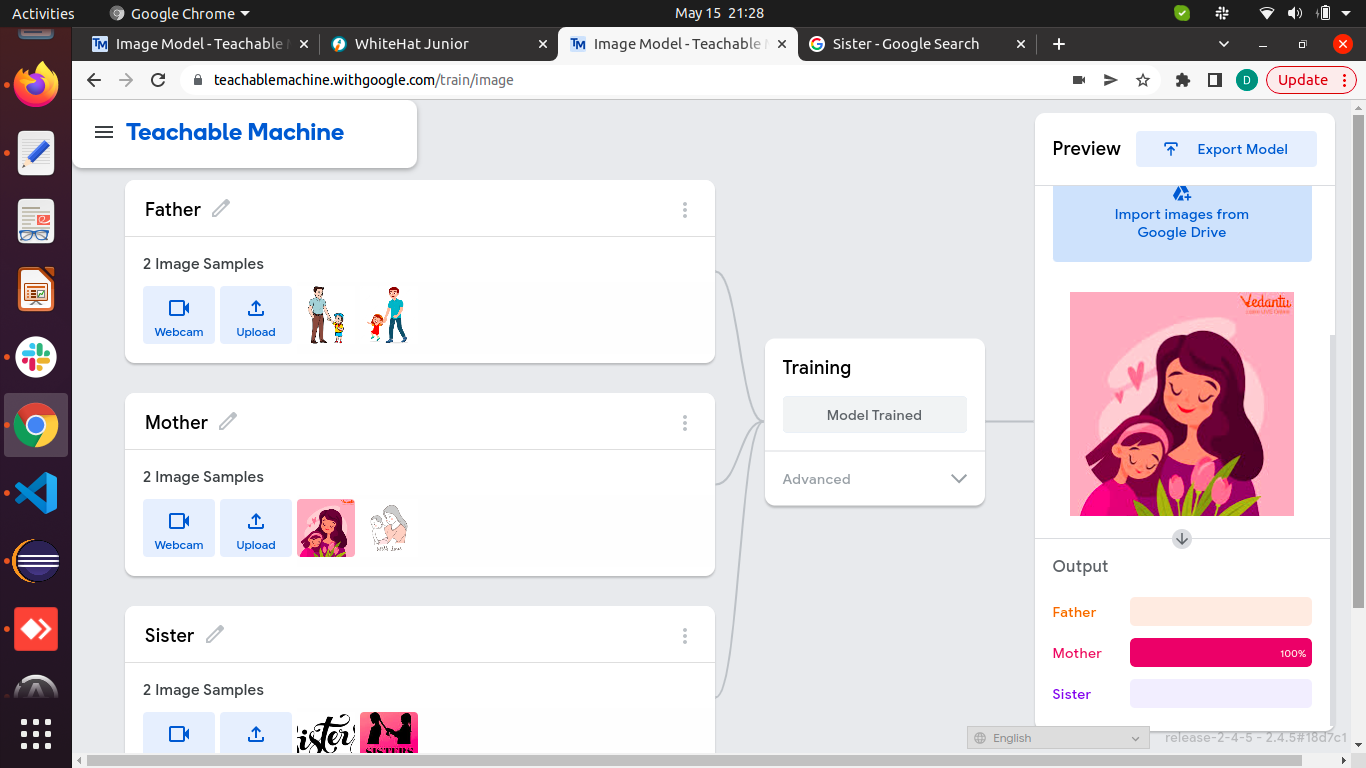 Activities
Google Chrome
May 15 21:28
Image Model - Teachable
WhiteHat Junior
Image Model - Teachable
Sister - Google Search
teachablemachine.withgoogle.com/train/image
D
Update
Teachable Machine
Father
2 Image Samples
Webcam
Upload
Mother
2 Image Samples
Webcam
Upload
Sister
2 Image Samples
sister
SISTERS
Training
Model Trained
Advanced
Preview
Export Model
Import images from
Google Drive
Vedantu
Output
Father
Mother
100%
Sister
English
release-2-4-5 - 2.4.5#18d7c1